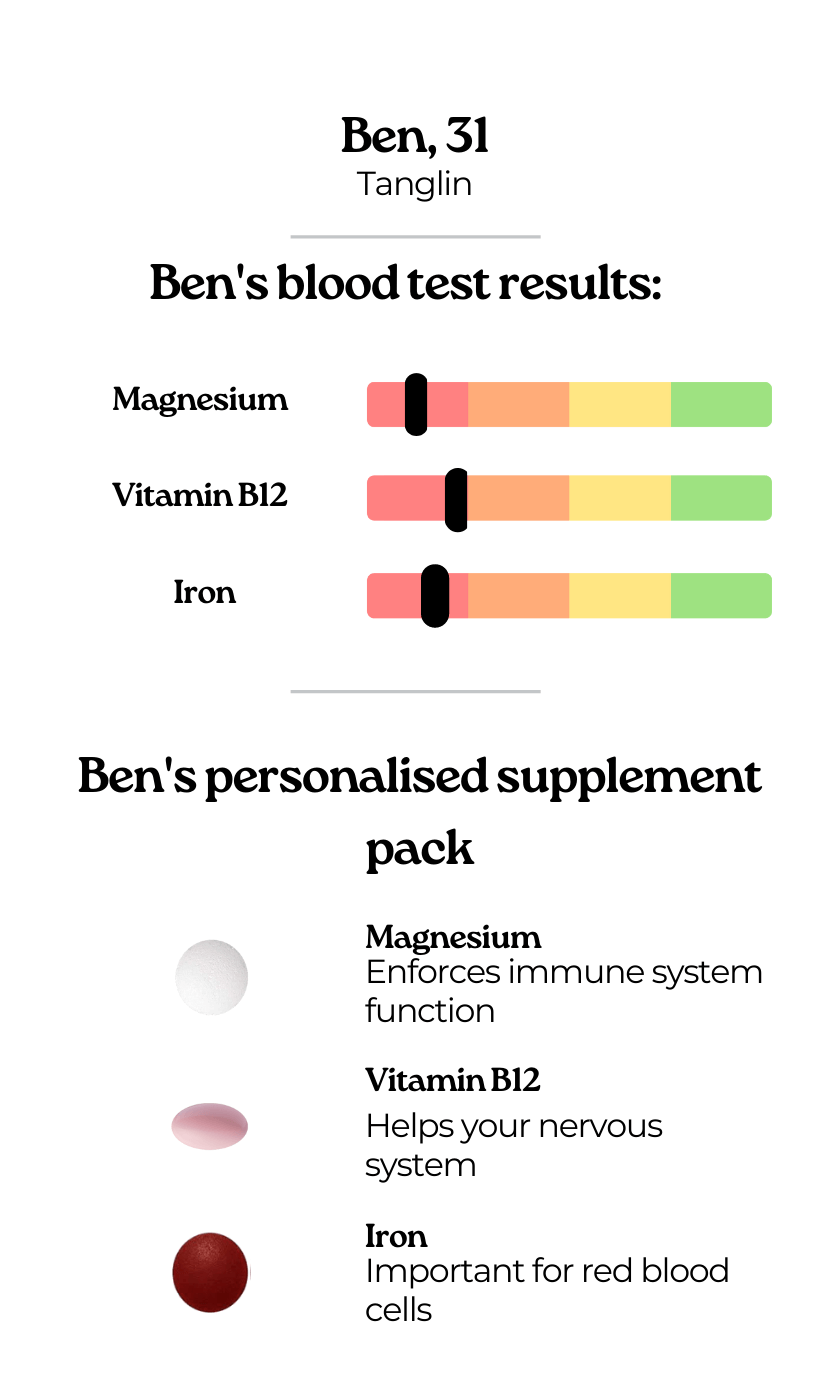 Ben, 31
Tanglin
Ben's blood test results:
Magnesium
Vitamin B12
Iron
Ben's personalised supplement
pack
Magnesium
Enforces immune system
function
Vitamin B12
Helps your nervous
system
Iron
Important for red blood
cells